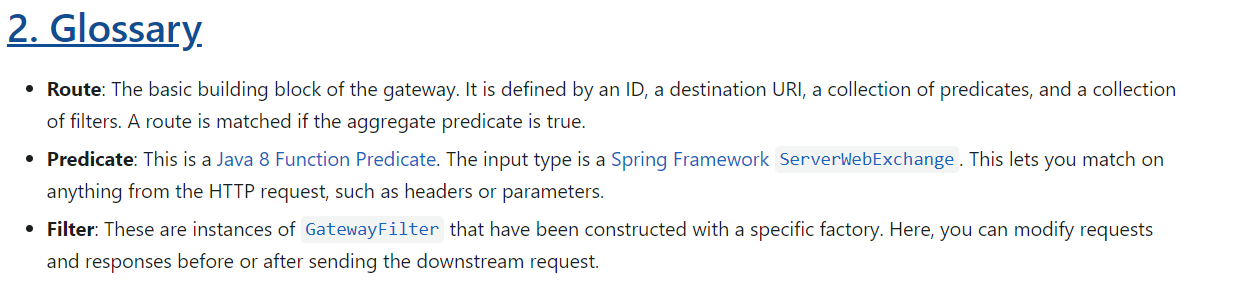 2. Glossary
• Route: The basic building block of the gateway. It is defined by an ID, a destination URI, a collection of predicates, and a collection
of filters. A route is matched if the aggregate predicate is true.
• Predicate: This is a Java 8 Function Predicate. The input type is a Spring Framework ServerWebExchange. This lets you match on
anything from the HTTP request, such as headers or parameters.
• Filter: These are instances of GatewayFilter that have been constructed with a specific factory. Here, you can modify requests
and responses before or after sending the downstream request.